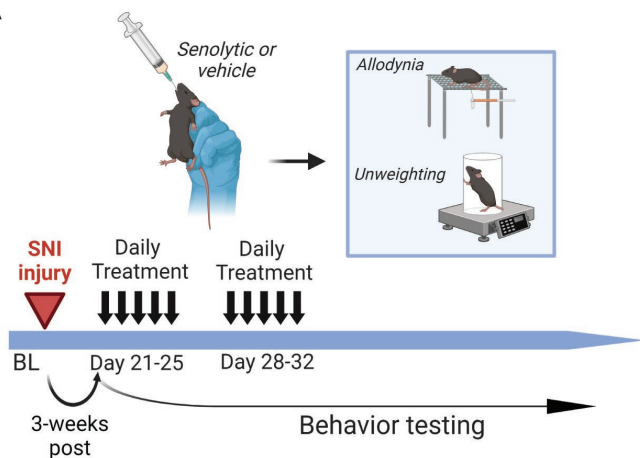 Senolytic or
vehicle
Allodynia
Unweighting
SNI
injury
Daily
Treatment
Daily
Treatment
BL
Day 21-25
Day 28-32
3-weeks
post
Behavior testing